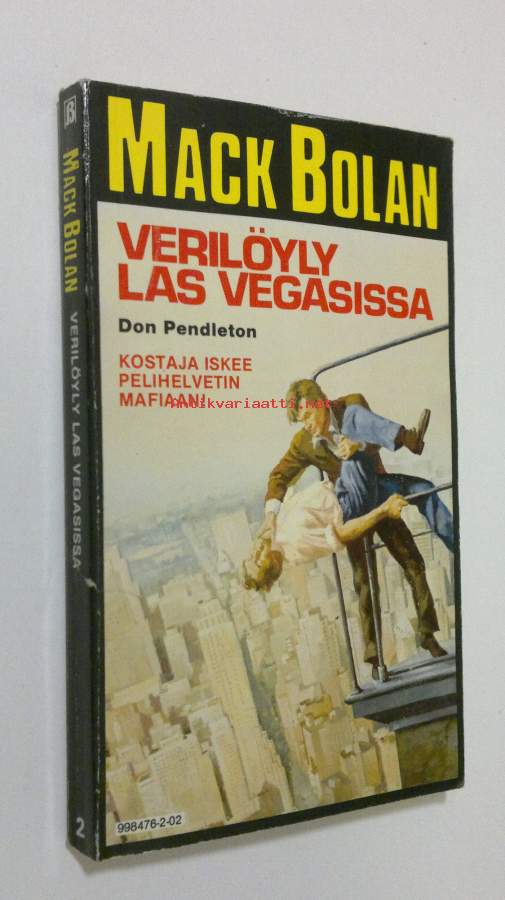 MACK BOLAN
VERILÖYLY
LAS VEGASISSA
Don Pendleton
KOSTAJA ISKEE
PELIHELVETIN
MAFIAAN!
Antikvariaatti.net
998476-2-02
B
MACK BOLAN VERILÖYLY LAS VEGASISSA
2